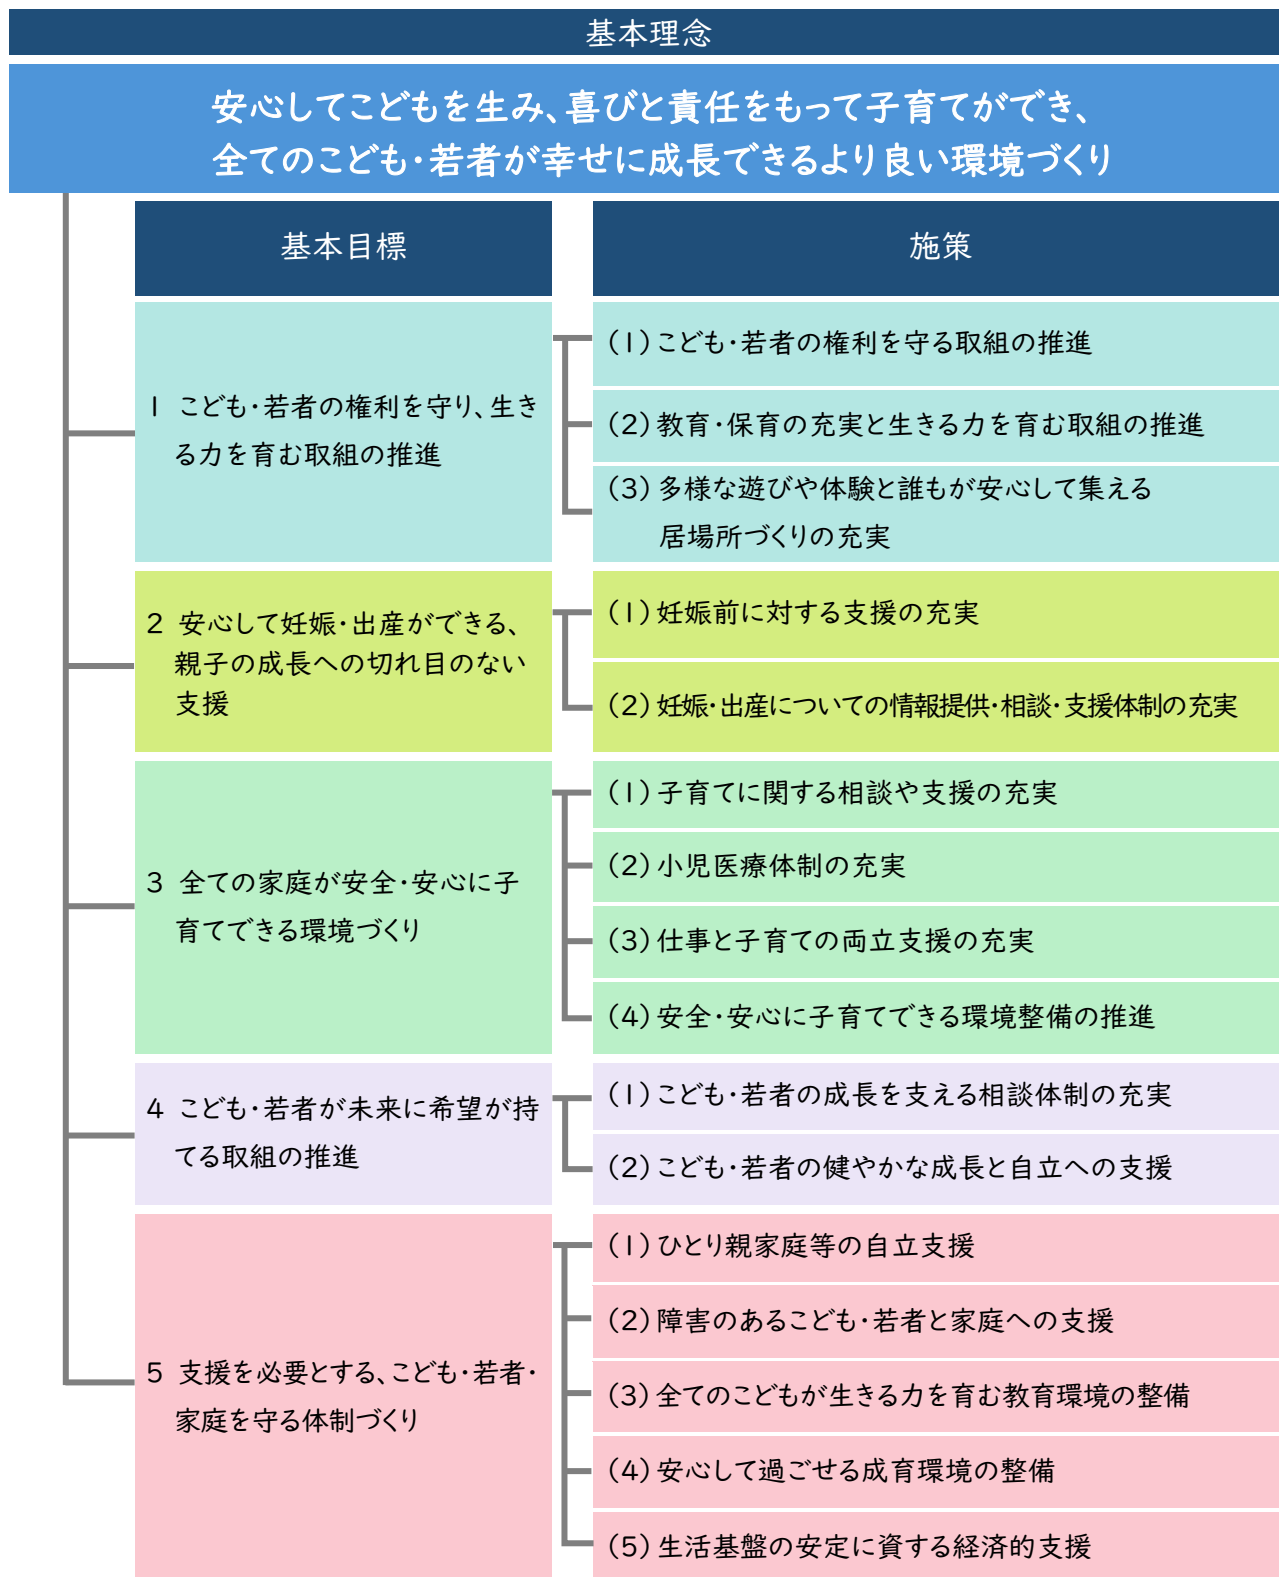 基本理念
安心してこどもを生み、喜びと責任をもって子育てができ、
全てのこども・若者が幸せに成長できるより良い環境づくり
基本目標
施策
1 こども・若者の権利を守り、生き
る力を育む取組の推進
(1)こども・若者の権利を守る取組の推進
(2)教育・保育の充実と生きる力を育む取組の推進
(3)多様な遊びや体験と誰もが安心して集える
居場所づくりの充実
2 安心して妊娠・出産ができる、
親子の成長への切れ目のない
支援
(1)妊娠前に対する支援の充実
(2)妊娠・出産についての情報提供・相談・支援体制の充実
3 全ての家庭が安全・安心に子
育てできる環境づくり
(1)子育てに関する相談や支援の充実
(2)小児医療体制の充実
(3)仕事と子育ての両立支援の充実
(4)安全・安心に子育てできる環境整備の推進
4 こども・若者が未来に希望が持
てる取組の推進
(1)こども・若者の成長を支える相談体制の充実
(2)こども・若者の健やかな成長と自立への支援
5 支援を必要とする、こども・若者・
家庭を守る体制づくり
(1)ひとり親家庭等の自立支援
(2)障害のあるこども・若者と家庭への支援
(3)全てのこどもが生きる力を育む教育環境の整備
(4)安心して過ごせる成育環境の整備
(5)生活基盤の安定に資する経済的支援